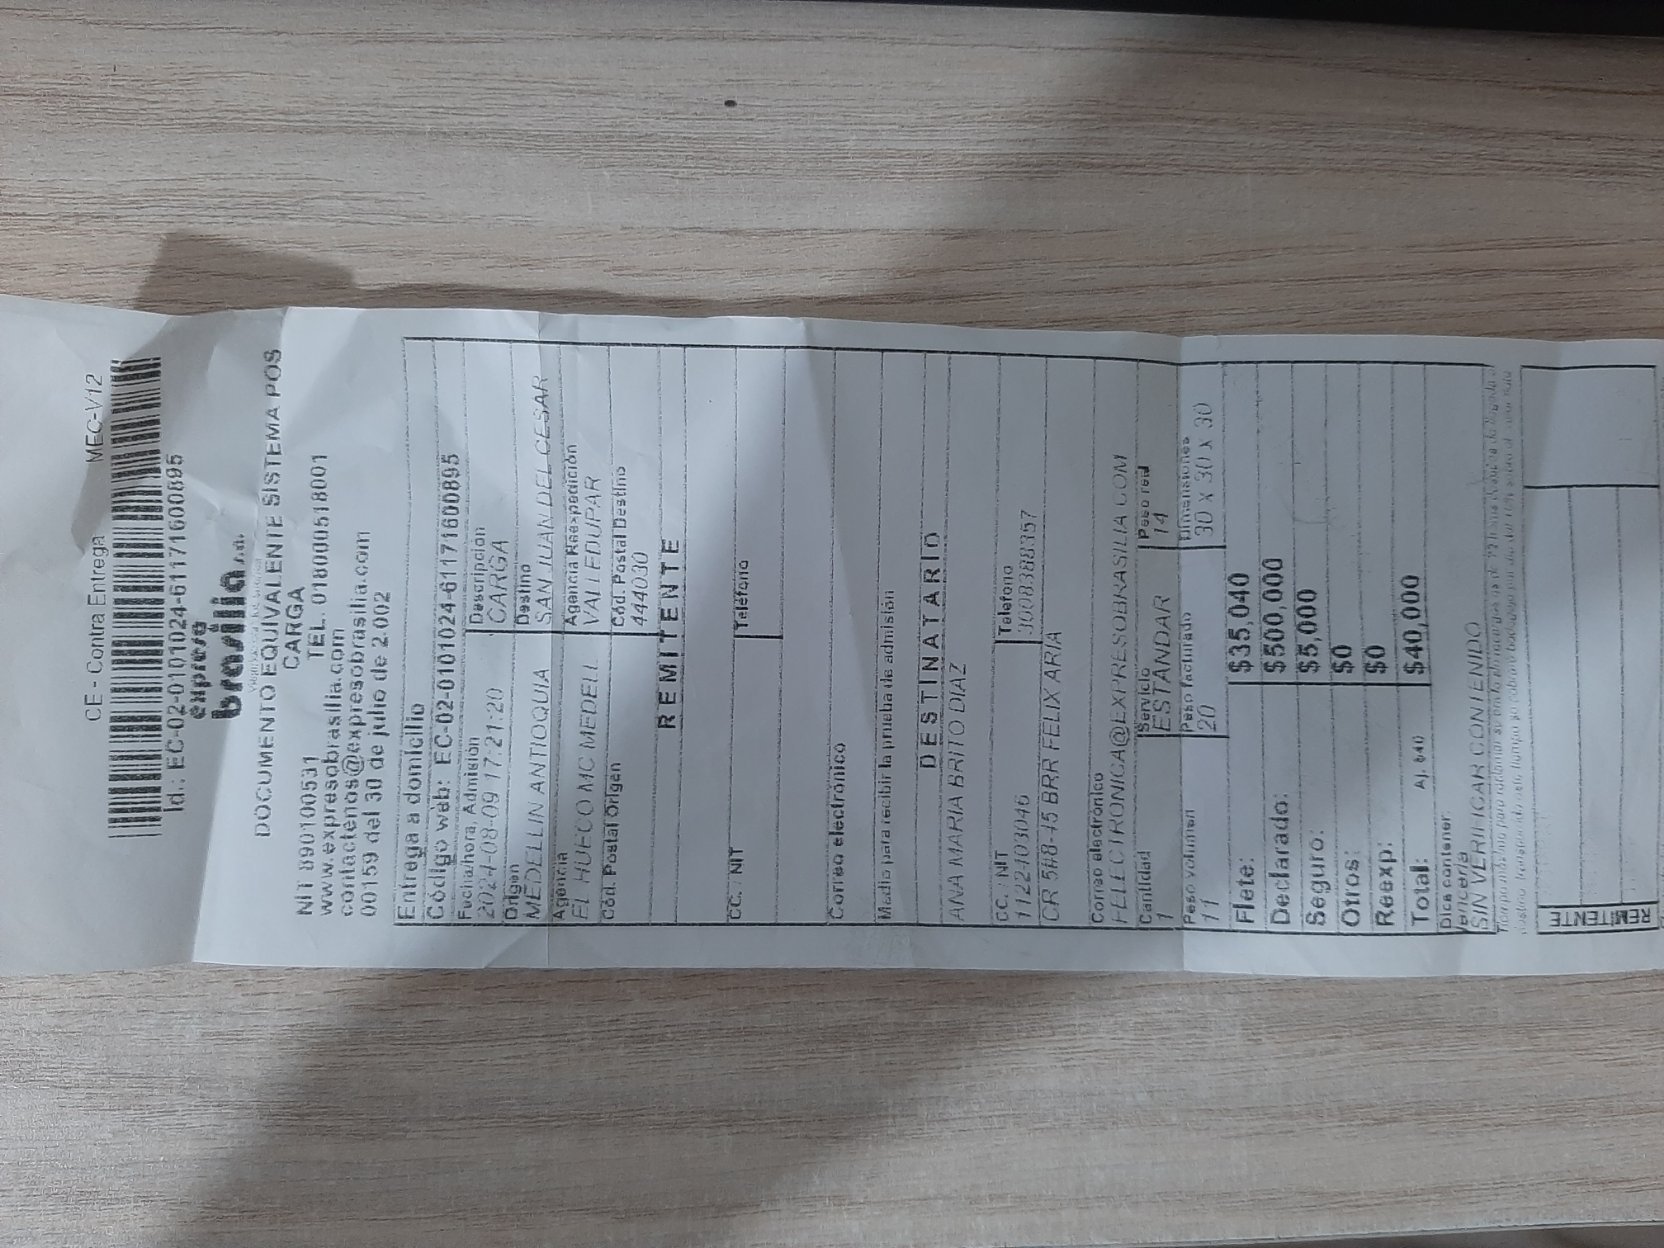 CE - Contra Entrega MEC-V12
Id.: EC-02-0101024-61171600895
expreso
brasilia s.a.
DOCUMENTO EQUIVALENTE SISTEMA POS
CARGA
NIT 890100531 TEL. 018000518001
www.expresobrasilia.com
contactenos@expresobrasilia.com
00159 del 30 de julio de 2.002
Entrega a domicilio
Código web: EC-02-0101024-61171600895
Fecha/hora Admisión Descripción
2024-08-09 17:21:20 CARGA
Origen Destino
MEDELLIN ANTIOQUIA SAN JUAN DEL CESAR
Agencia Agencia Reexpedición
EL HUECO MC MEDELL VALLEDUPAR
Cód. Postal Origen Cód. Postal Destino
444030
REMITENTE
CC. / NIT Teléfono
Correo electrónico
Medio para recibir la prueba de admisión
DESTINATARIO
ANA MARIA BRITO DIAZ
CC. / NIT Teléfono
1122403046 3008388357
CR 5B8-45 BRR FELIX ARIA
Correo electrónico
FELECTRONICA@EXPRESOBRASILIA.COM
Cantidad Servicio Peso real
1 ESTANDAR 14
Peso volumen Peso facturado Dimensiones
11 20 30 X 30 X 30
Flete: $35,040
Declarado: $500,000
Seguro: $5,000
Otros: $0
Reexp: $0
Total: Aj. $40 $40,000
Dice contener
lencería
SIN VERIFICAR CONTENIDO
REMITENTE